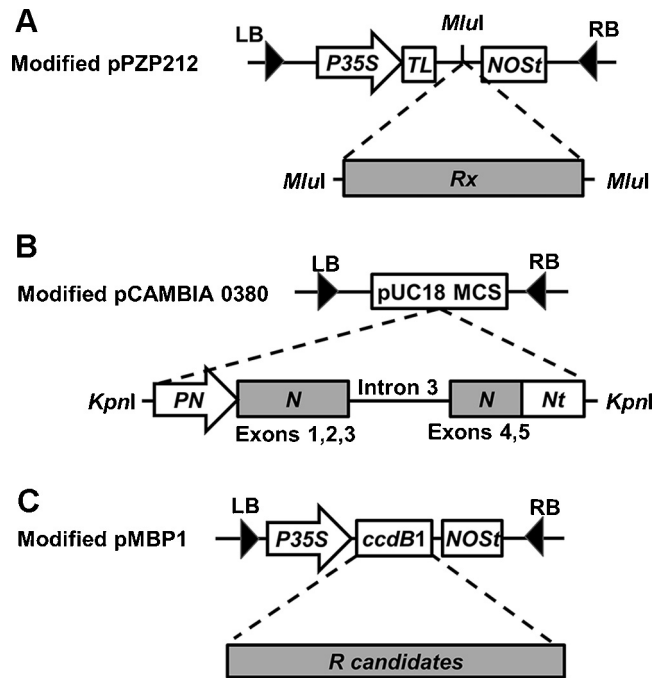 A
Modified pPZP212
LB
P35S
TL
MluI
NOSt
RB
MluI
Rx
MluI
B
Modified pCAMBIA 0380
LB
pUC18 MCS
RB
KpnI
PN
N
Intron 3
N
Nt
KpnI
Exons 1,2,3
Exons 4,5
C
Modified pMBP1
LB
P35S
ccdB1
NOSt
RB
R candidates